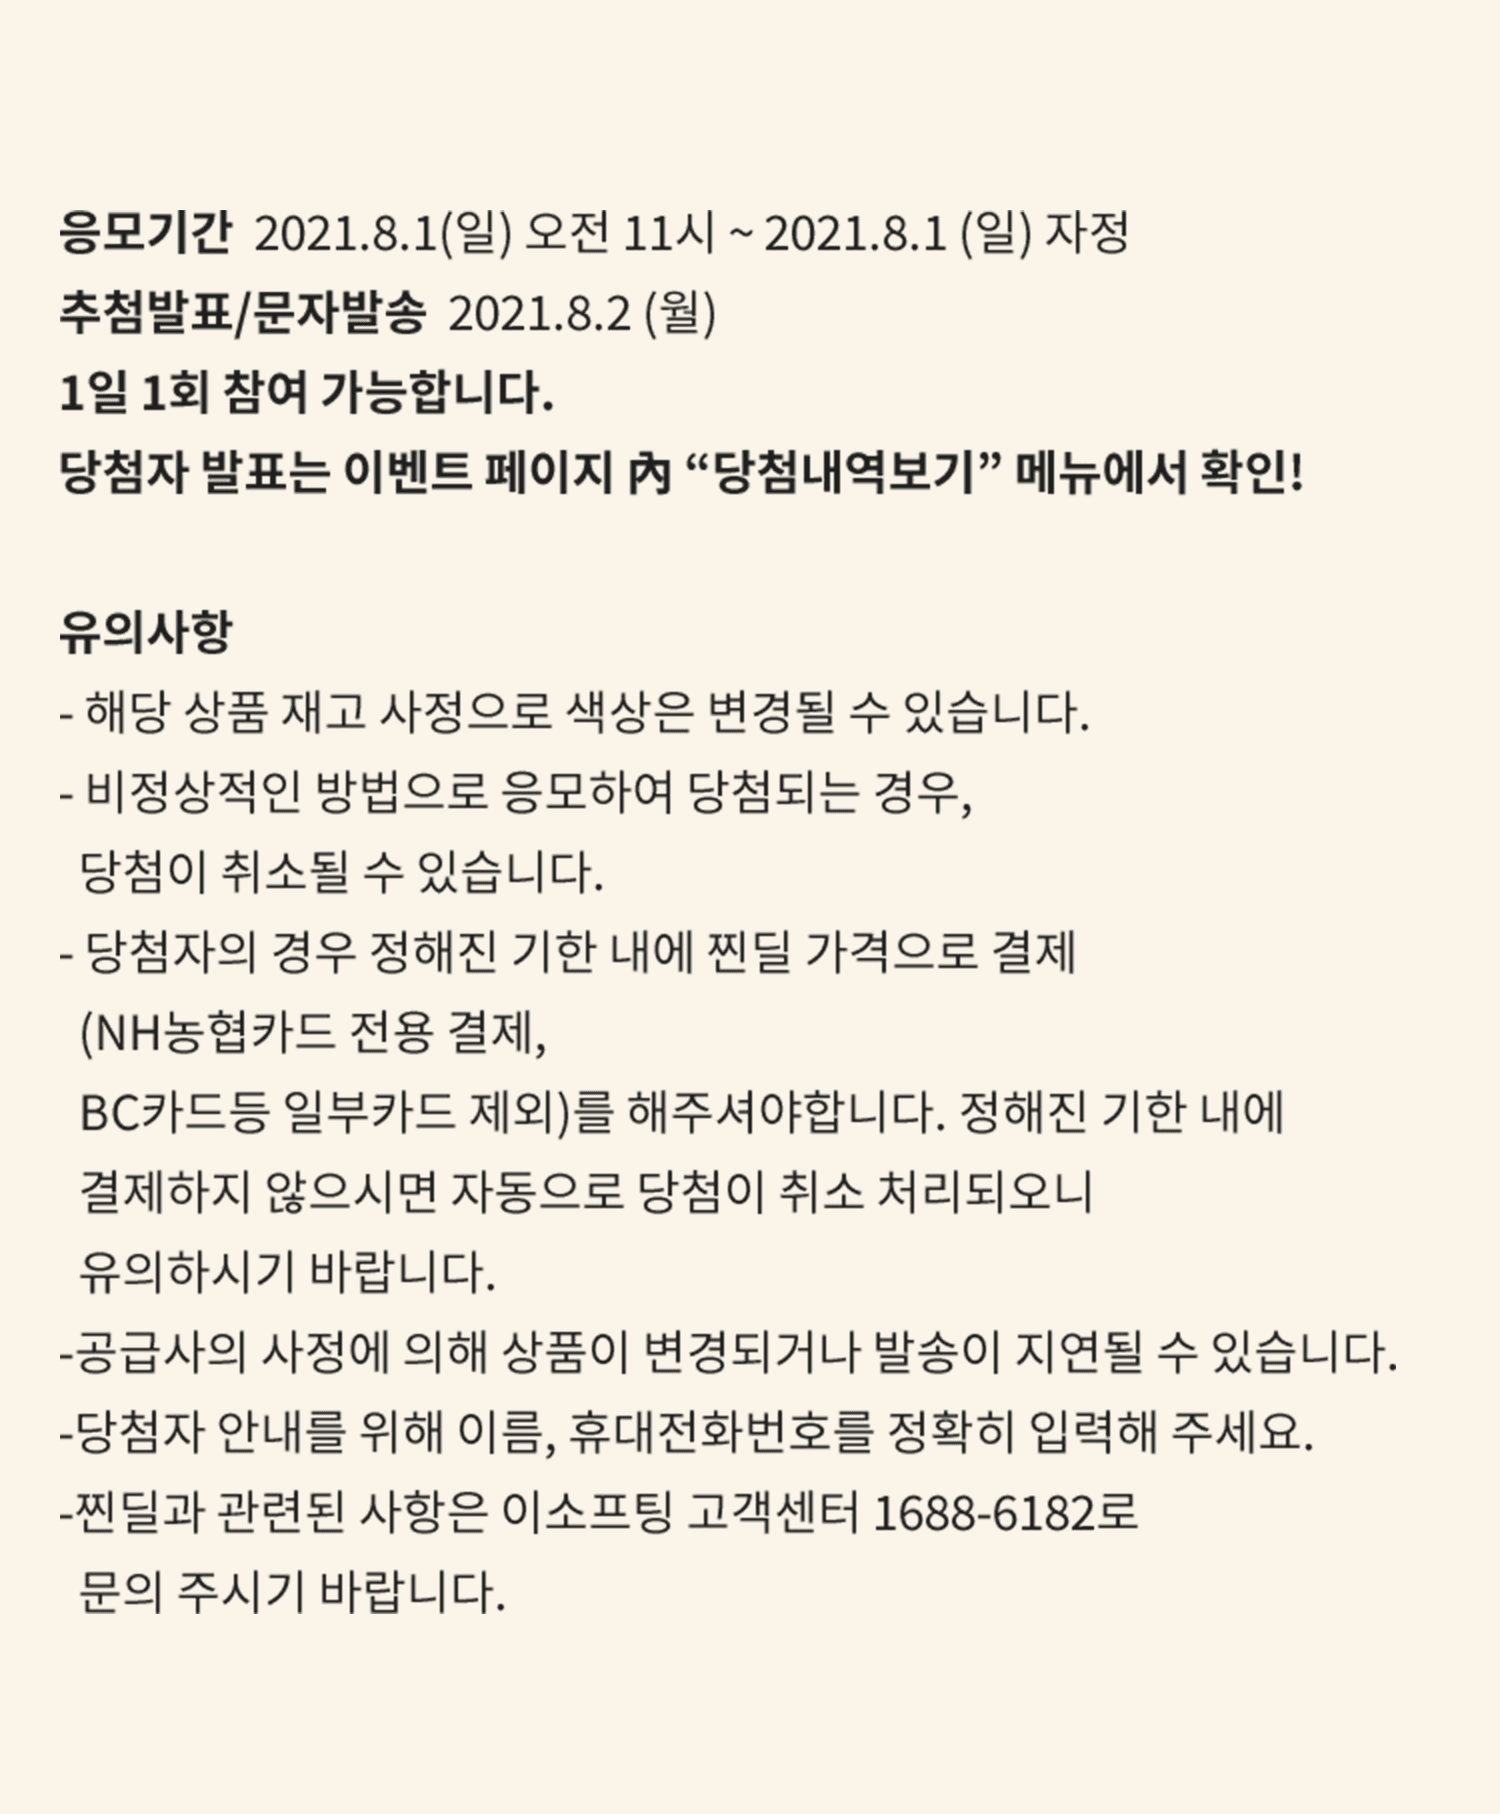 응모기간 2021.8.1(일) 오전 11시 ~ 2021.8.1 (일) 자정
추첨발표/문자발송 2021.8.2 (월)
1일 1회 참여 가능합니다.
당첨자 발표는 이벤트 페이지 內 “당첨내역보기” 메뉴에서 확인!
유의사항
- 해당 상품 재고 사정으로 색상은 변경될 수 있습니다.
- 비정상적인 방법으로 응모하여 당첨되는 경우,
당첨이 취소될 수 있습니다.
- 당첨자의 경우 정해진 기한 내에 찐딜 가격으로 결제
(NH농협카드 전용 결제,
BC카드등 일부카드 제외)를 해주셔야합니다. 정해진 기한 내에
결제하지 않으시면 자동으로 당첨이 취소 처리되오니
유의하시기 바랍니다.
-공급사의 사정에 의해 상품이 변경되거나 발송이 지연될 수 있습니다.
-당첨자 안내를 위해 이름, 휴대전화번호를 정확히 입력해 주세요.
-찐딜과 관련된 사항은 이소프팅 고객센터 1688-6182로
문의 주시기 바랍니다.